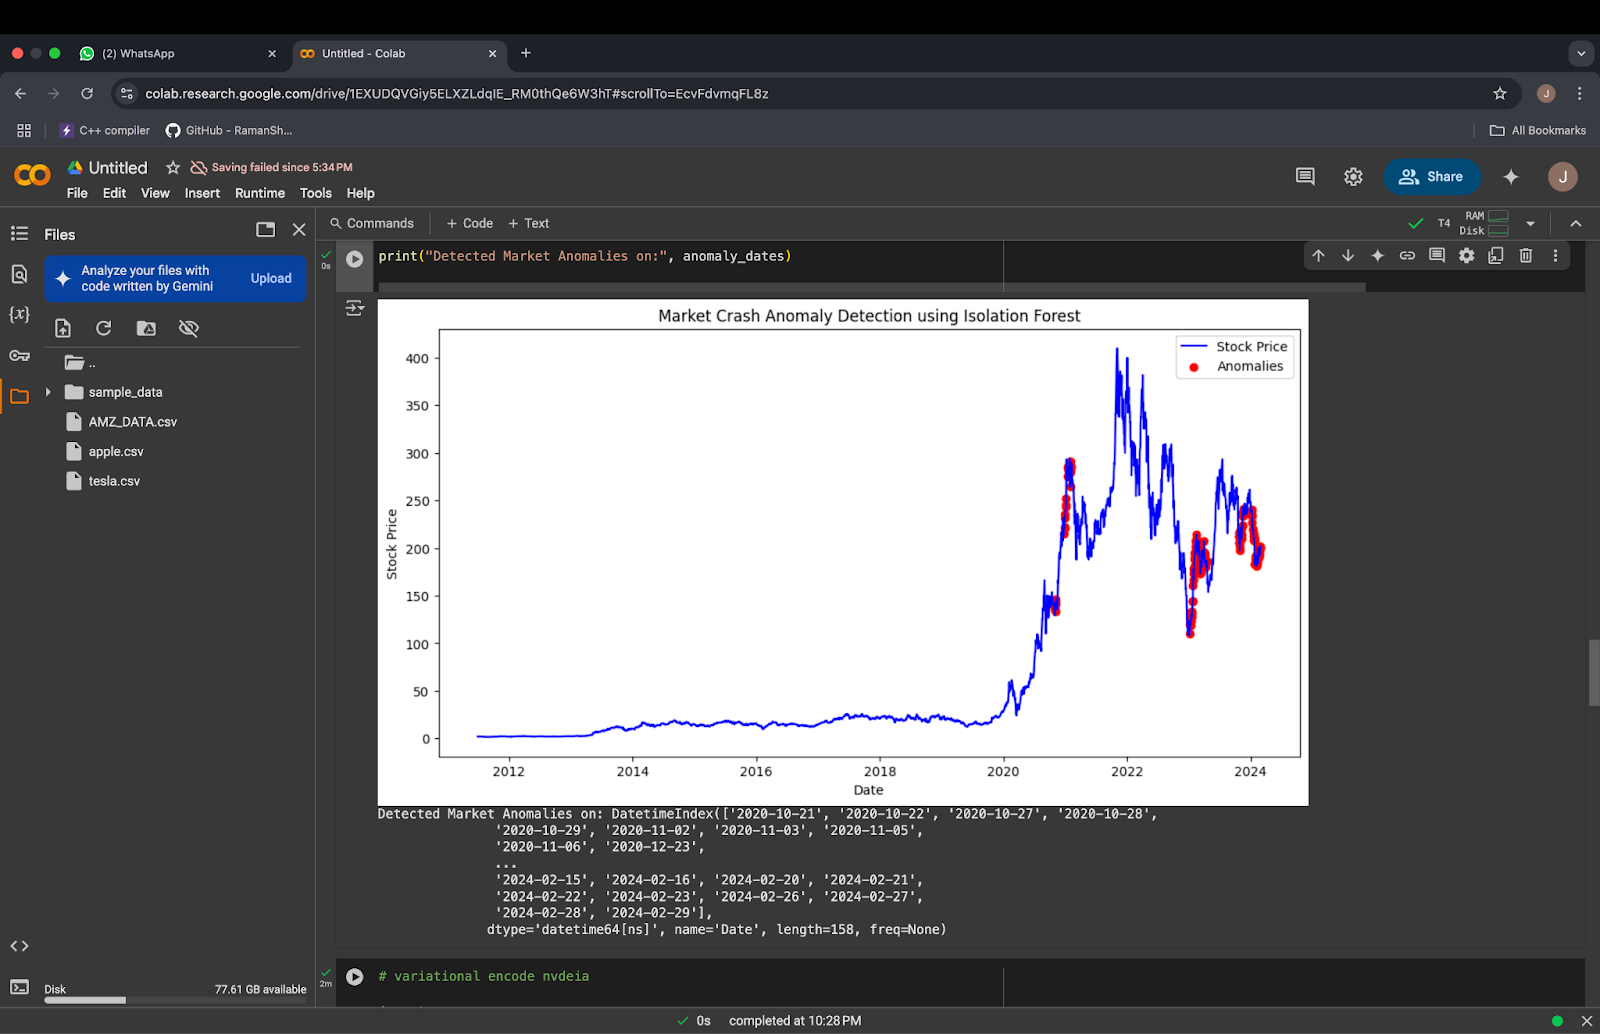 (2) WhatsApp
Untitled - Colab
colab.research.google.com/drive/1EXUDQVGiy5ELXZLdqIE_RM0thQe6W3hT#scrollTo=EcvFdvmqFL8z
J
C++ compiler
GitHub - RamanSh...
All Bookmarks
Untitled
Saving failed since 5:34 PM
File Edit View Insert Runtime Tools Help
Share
J
Files
Commands
+ Code + Text
T4
RAM
Disk
Analyze your files with
code written by Gemini
Upload
{x}
..
sample_data
AMZ_DATA.csv
apple.csv
tesla.csv
Disk
77.61 GB available
0s
print("Detected Market Anomalies on:", anomaly_dates)
Market Crash Anomaly Detection using Isolation Forest
Stock Price
Anomalies
400
350
300
250
200
150
100
50
0
Stock Price
2012 2014 2016 2018 2020 2022 2024
Date
Detected Market Anomalies on: DatetimeIndex(['2020-10-21', '2020-10-22', '2020-10-27', '2020-10-28',
'2020-10-29', '2020-11-02', '2020-11-03', '2020-11-05',
'2020-11-06', '2020-12-23',
...
'2024-02-15', '2024-02-16', '2024-02-20', '2024-02-21',
'2024-02-22', '2024-02-23', '2024-02-26', '2024-02-27',
'2024-02-28', '2024-02-29'],
dtype='datetime64[ns]', name='Date', length=158, freq=None)
2m
# variational encode nvdeia
0s completed at 10:28 PM